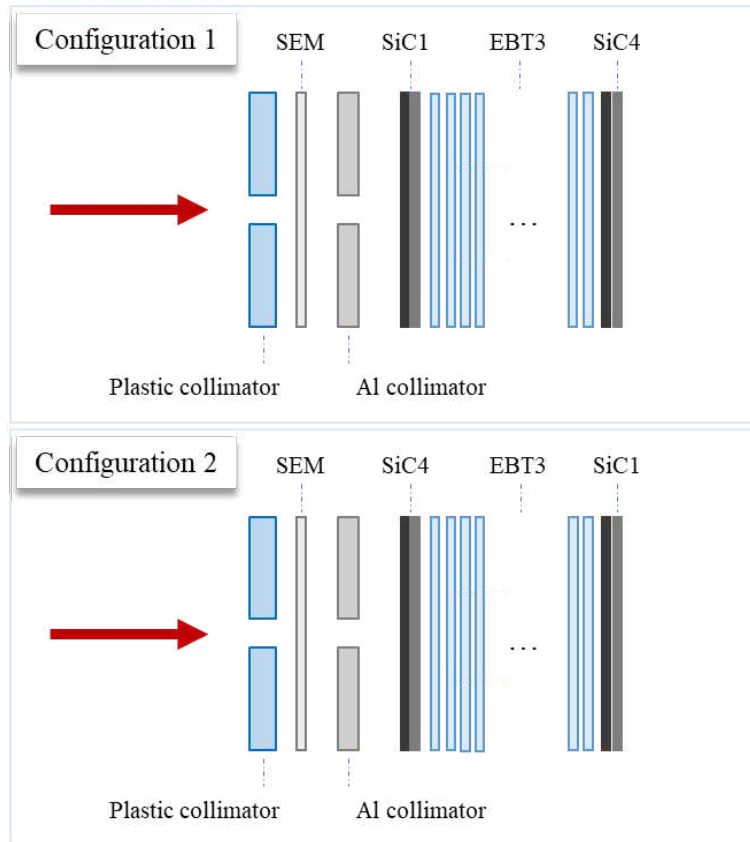 Configuration 1
SEM SiC1 EBT3 SiC4
...
Plastic collimator Al collimator
Configuration 2
SEM SiC4 EBT3 SiC1
...
Plastic collimator Al collimator